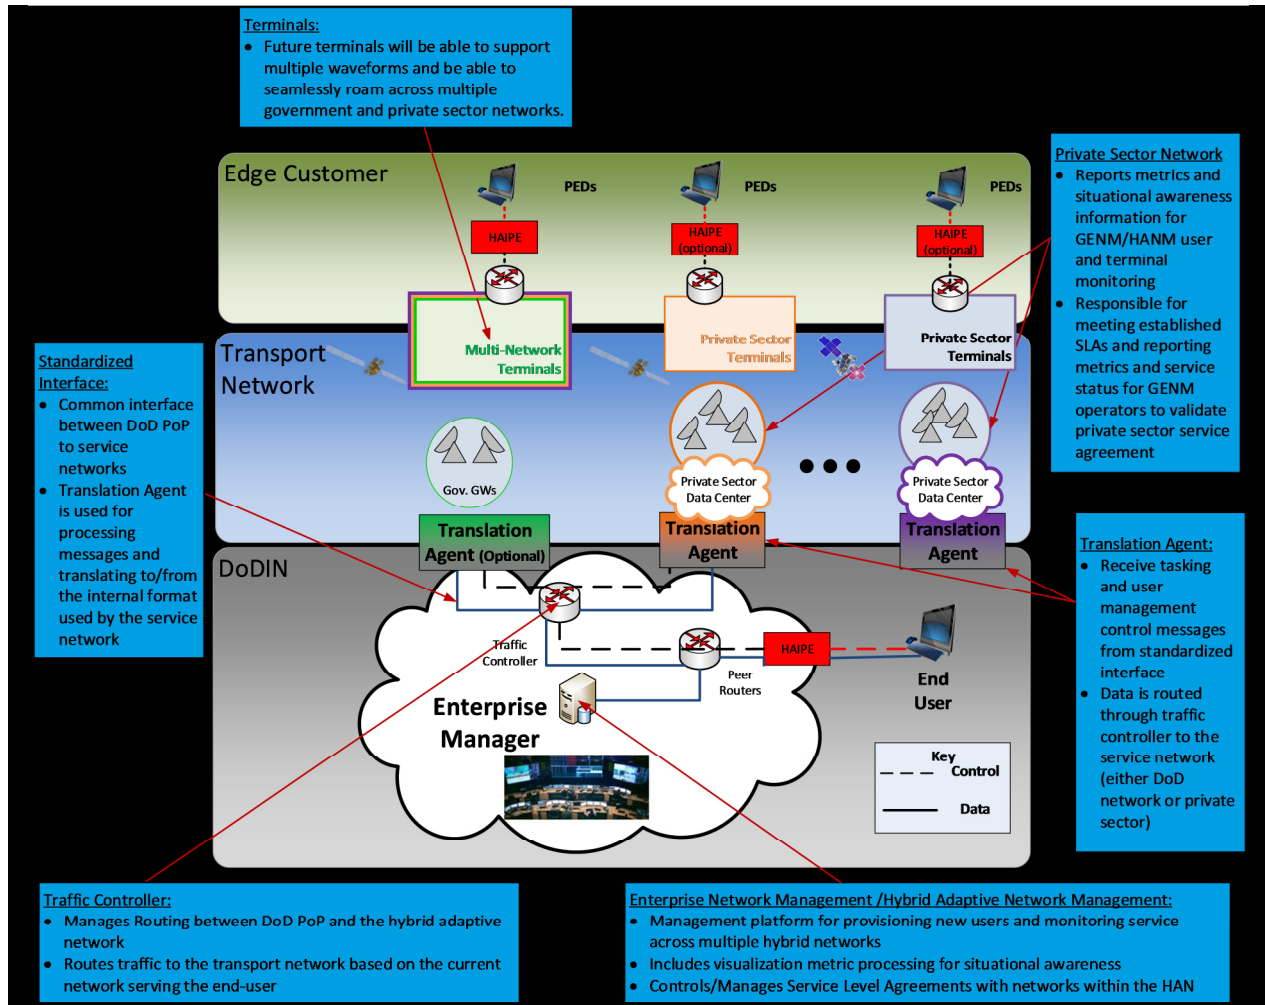 Terminals:
● Future terminals will be able to support
multiple waveforms and be able to
seamlessly roam across multiple
government and private sector networks.
Edge Customer
PEDs
PEDs
PEDs
HAIPE
HAIPE
(optional)
HAIPE
(optional)
Private Sector Network
● Reports metrics and
situational awareness
information for
GENM/HANM user
and terminal
monitoring
● Responsible for
meeting established
SLAs and reporting
metrics and service
status for GENM
operators to validate
private sector service
agreement
Transport
Network
Multi-Network
Terminals
Private Sector
Terminals
Private Sector
Terminals
Standardized
Interface:
● Common interface
between DoD PoP
to service
networks
● Translation Agent
is used for
processing
messages and
translating to/from
the internal format
used by the service
network
Gov. GWs
Private Sector
Data Center
Private Sector
Data Center
Translation
Agent (Optional)
Translation
Agent
Translation
Agent
Translation Agent:
● Receive tasking
and user
management
control messages
from standardized
interface
● Data is routed
through traffic
controller to the
service network
(either DoD
network or private
sector)
DoDIN
Traffic
Controller
HAIPE
Peer
Routers
End
User
Enterprise
Manager
Key
Control
Data
Traffic Controller:
● Manages Routing between DoD PoP and the hybrid adaptive
network
● Routes traffic to the transport network based on the current
network serving the end-user
Enterprise Network Management /Hybrid Adaptive Network Management:
● Management platform for provisioning new users and monitoring service
across multiple hybrid networks
● Includes visualization metric processing for situational awareness
● Controls/Manages Service Level Agreements with networks within the HAN